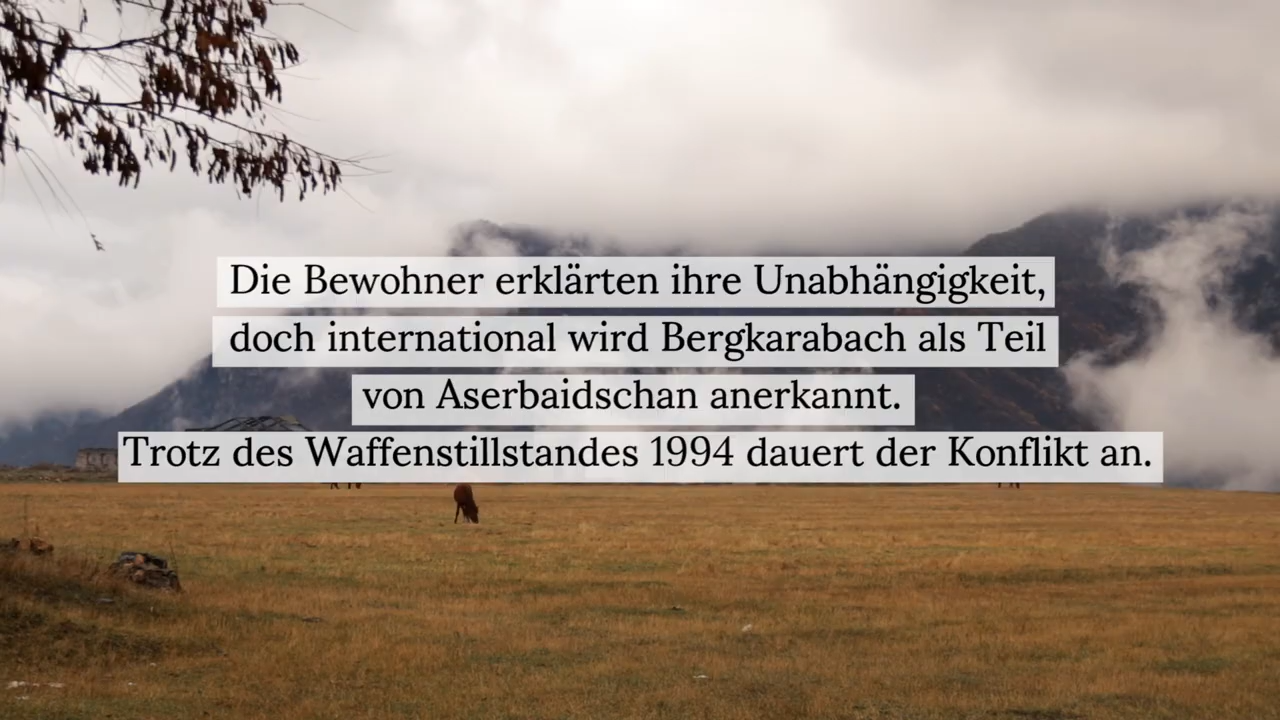 Die Bewohner erklärten ihre Unabhängigkeit,
doch international wird Bergkarabach als Teil
von Aserbaidschan anerkannt.
Trotz des Waffenstillstandes 1994 dauert der Konflikt an.